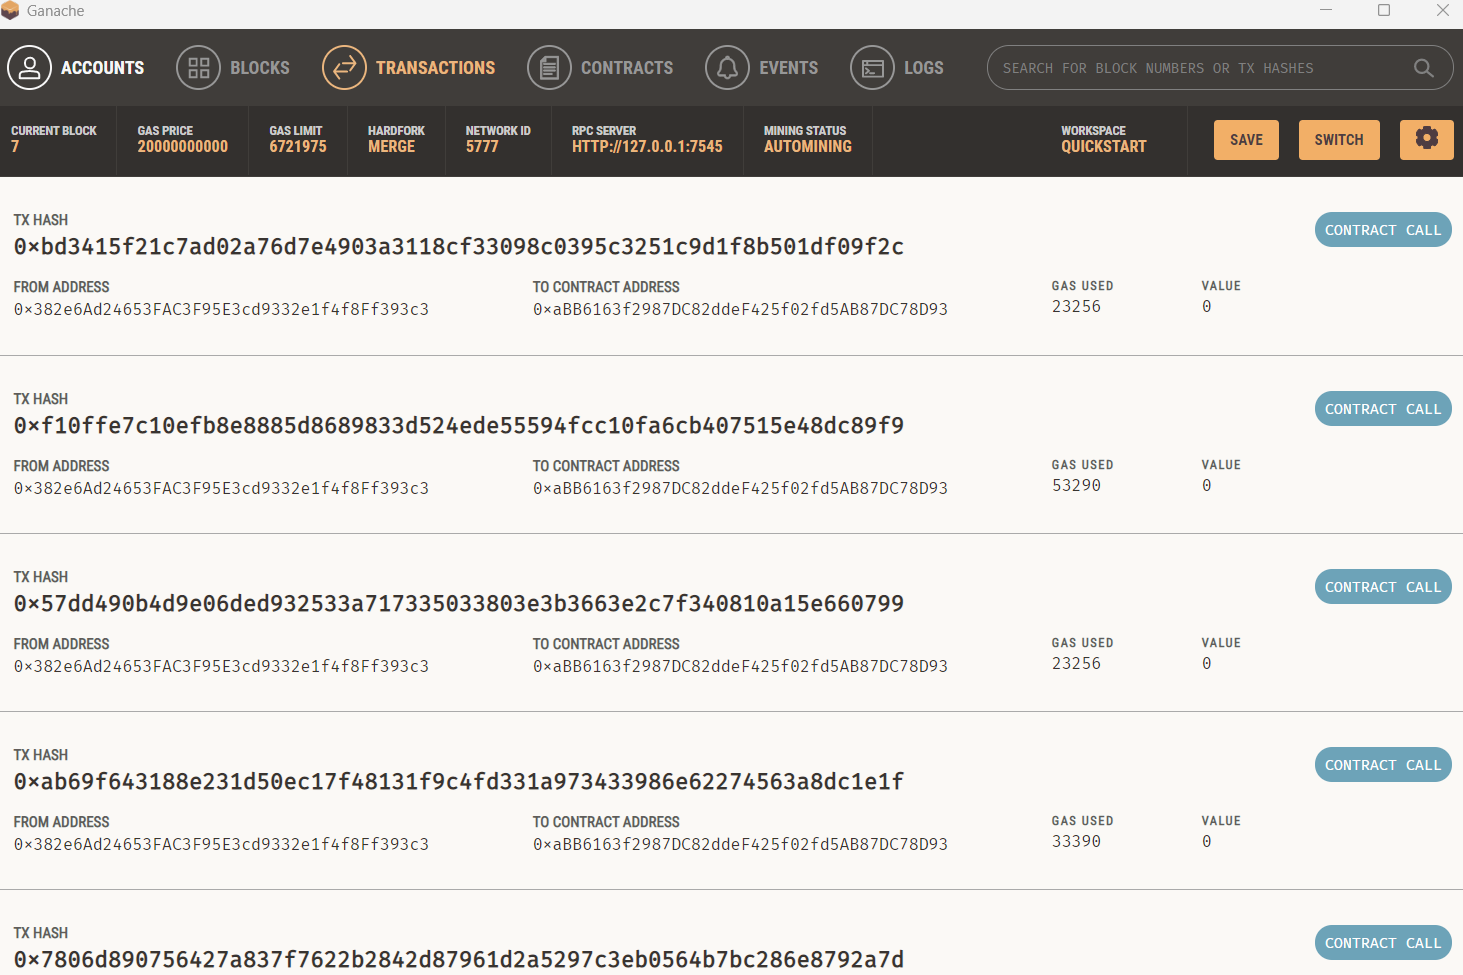 Ganache
ACCOUNTS BLOCKS TRANSACTIONS CONTRACTS EVENTS LOGS SEARCH FOR BLOCK NUMBERS OR TX HASHES
CURRENT BLOCK GAS PRICE GAS LIMIT HARDFORK NETWORK ID RPC SERVER MINING STATUS WORKSPACE
7 20000000000 6721975 MERGE 5777 HTTP://127.0.0.1:7545 AUTOMINING QUICKSTART SAVE SWITCH
TX HASH
0×bd3415f21c7ad02a76d7e4903a3118cf33098c0395c3251c9d1f8b501df09f2c CONTRACT CALL
FROM ADDRESS TO CONTRACT ADDRESS GAS USED VALUE
0×382e6Ad24653FAC3F95E3cd9332e1f4f8Ff393c3 0×aBB6163f2987DC82ddeF425f02fd5AB87DC78D93 23256 0
TX HASH
0×f10ffe7c10efb8e8885d8689833d524ede55594fcc10fa6cb407515e48dc89f9 CONTRACT CALL
FROM ADDRESS TO CONTRACT ADDRESS GAS USED VALUE
0×382e6Ad24653FAC3F95E3cd9332e1f4f8Ff393c3 0×aBB6163f2987DC82ddeF425f02fd5AB87DC78D93 53290 0
TX HASH
0×57dd490b4d9e06ded932533a717335033803e3b3663e2c7f340810a15e660799 CONTRACT CALL
FROM ADDRESS TO CONTRACT ADDRESS GAS USED VALUE
0×382e6Ad24653FAC3F95E3cd9332e1f4f8Ff393c3 0×aBB6163f2987DC82ddeF425f02fd5AB87DC78D93 23256 0
TX HASH
0×ab69f643188e231d50ec17f48131f9c4fd331a973433986e62274563a8dc1e1f CONTRACT CALL
FROM ADDRESS TO CONTRACT ADDRESS GAS USED VALUE
0×382e6Ad24653FAC3F95E3cd9332e1f4f8Ff393c3 0×aBB6163f2987DC82ddeF425f02fd5AB87DC78D93 33390 0
TX HASH
0×7806d890756427a837f7622b2842d87961d2a5297c3eb0564b7bc286e8792a7d CONTRACT CALL